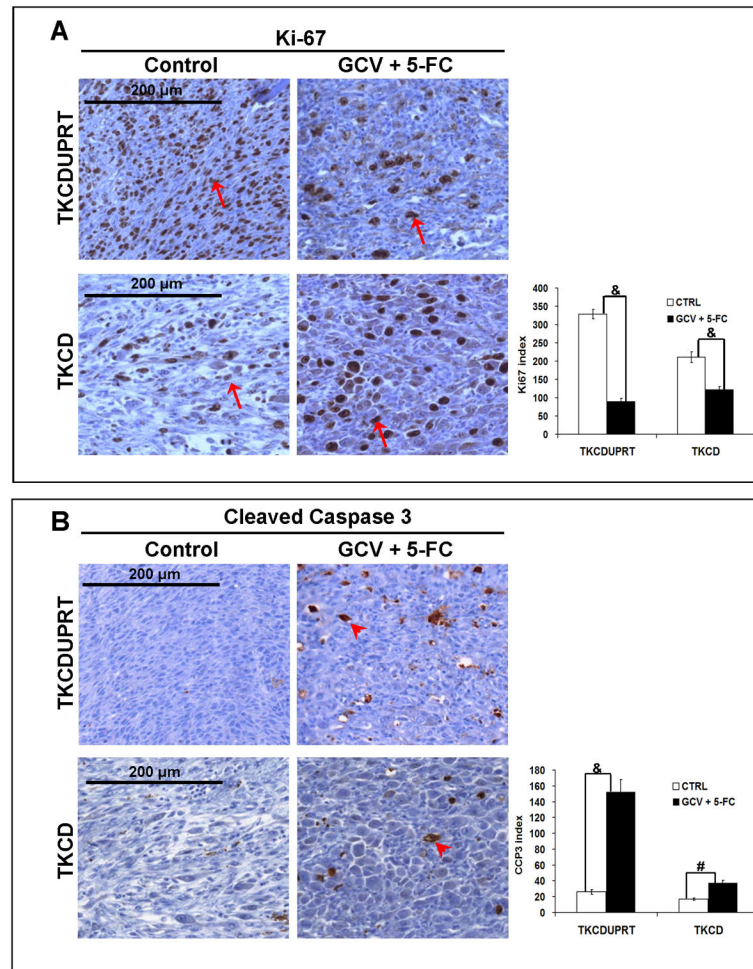 A
Ki-67
Control
GCV + 5-FC
TKCDUPRT
200 µm
TKCD
200 µm
Ki67 index
400
350
300
250
200
150
100
50
0
&
&
CTRL
GCV + 5-FC
TKCDUPRT
TKCD
B
Cleaved Caspase 3
Control
GCV + 5-FC
TKCDUPRT
200 µm
TKCD
200 µm
CCP3 index
180
160
140
120
100
80
60
40
20
0
&
#
CTRL
GCV + 5-FC
TKCDUPRT
TKCD